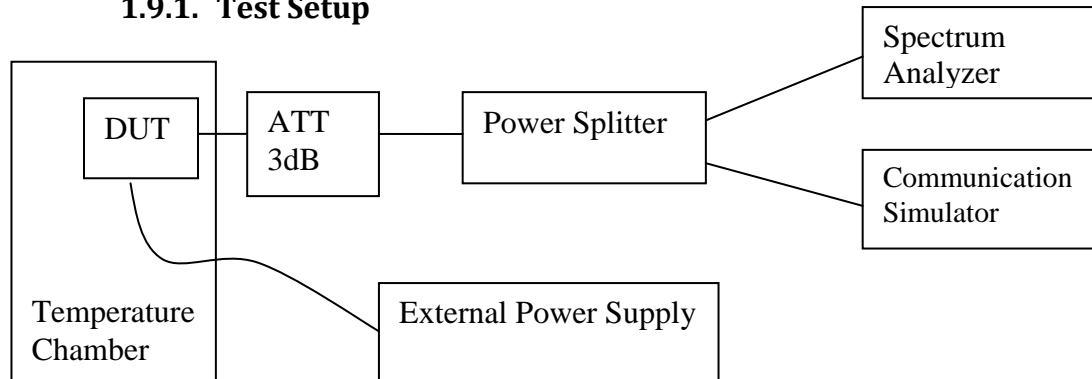 1.9.1. Test Setup
Spectrum
Analyzer
DUT
ATT
3dB
Power Splitter
Communication
Simulator
Temperature
Chamber
External Power Supply